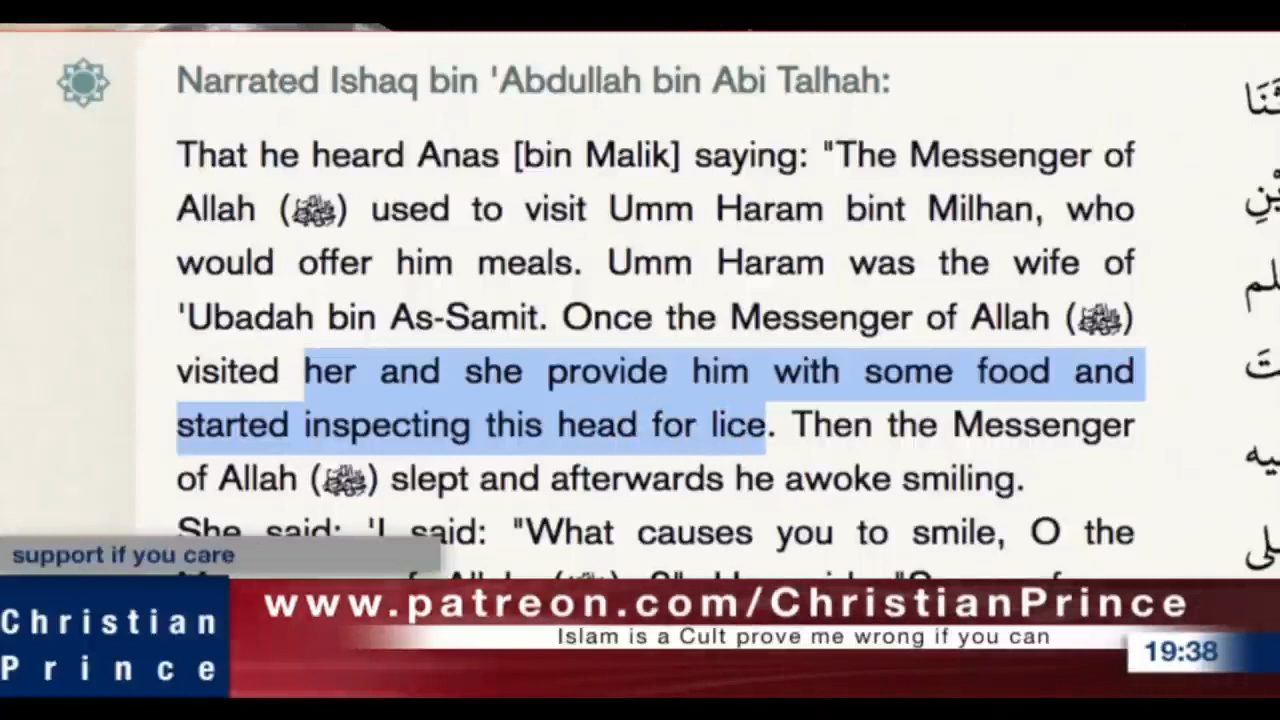 Narrated Ishaq bin 'Abdullah bin Abi Talhah:
That he heard Anas [bin Malik] saying: "The Messenger of
Allah (ﷺ) used to visit Umm Haram bint Milhan, who
would offer him meals. Umm Haram was the wife of
'Ubadah bin As-Samit. Once the Messenger of Allah (ﷺ)
visited her and she provide him with some food and
started inspecting this head for lice. Then the Messenger
of Allah (ﷺ) slept and afterwards he awoke smiling.
She said: 'I said: "What causes you to smile, O the
support if you care
Christian
Prince
www.patreon.com/ChristianPrince
Islam is a Cult prove me wrong if you can
19:38